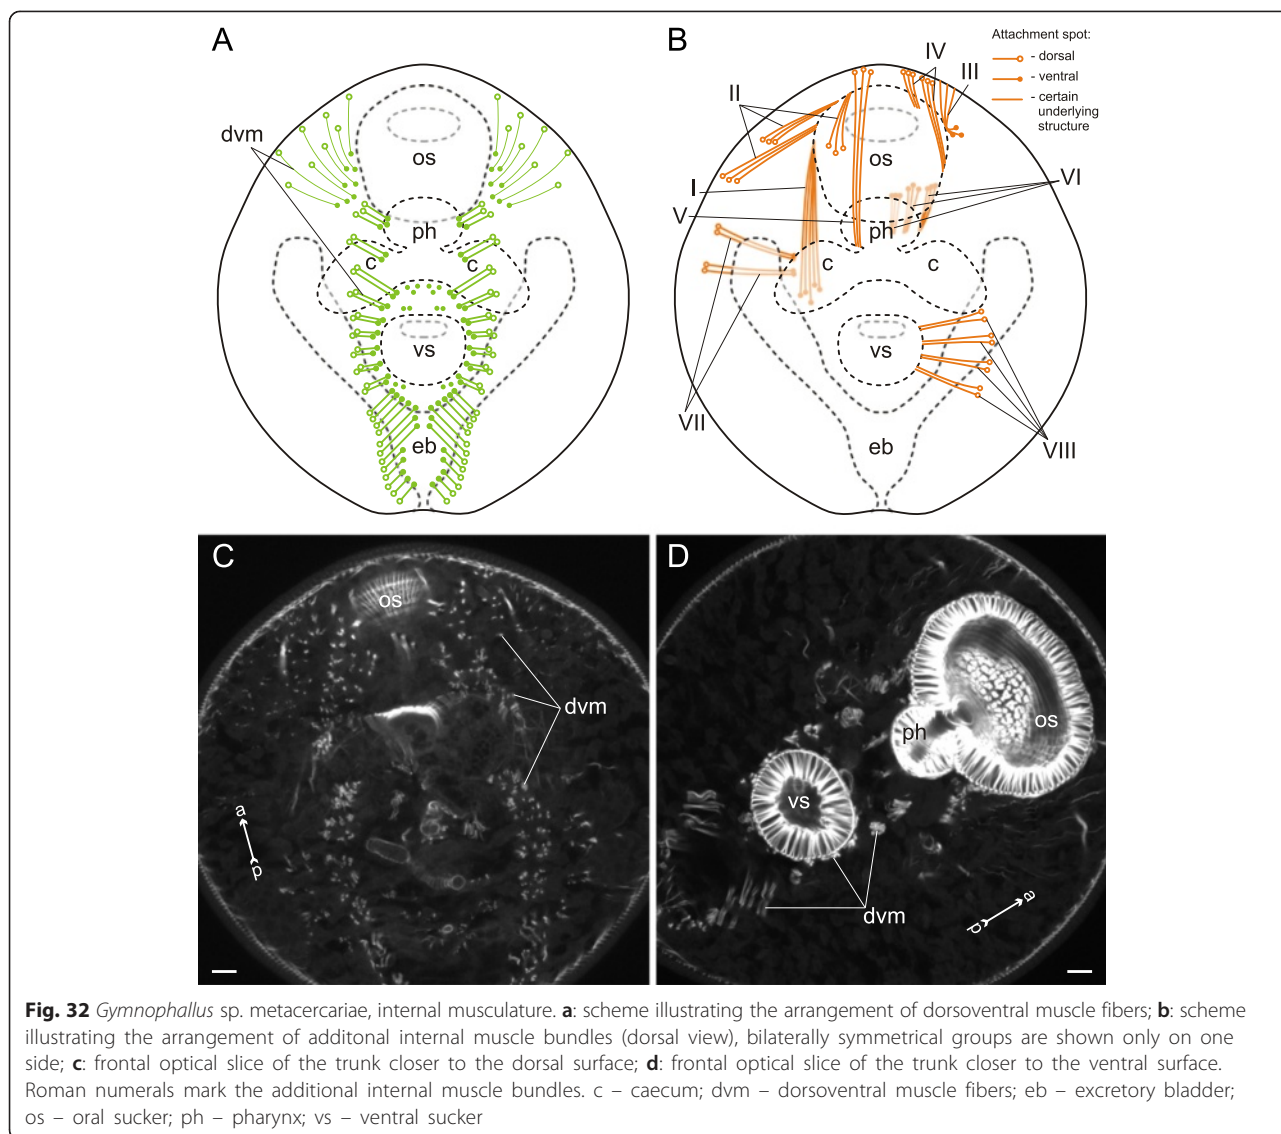 A
dvm
os
ph
c
c
vs
eb
B
Attachment spot:
- dorsal
- ventral
- certain
underlying
structure
IV
III
II
I
V
VI
VII
VIII
os
ph
c
c
vs
eb
C
os
dvm
a
p
D
os
ph
vs
dvm
a
p
Fig. 32 Gymnophallus sp. metacercariae, internal musculature. a: scheme illustrating the arrangement of dorsoventral muscle fibers; b: scheme
illustrating the arrangement of additonal internal muscle bundles (dorsal view), bilaterally symmetrical groups are shown only on one
side; c: frontal optical slice of the trunk closer to the dorsal surface; d: frontal optical slice of the trunk closer to the ventral surface.
Roman numerals mark the additional internal muscle bundles. c – caecum; dvm – dorsoventral muscle fibers; eb – excretory bladder;
os – oral sucker; ph – pharynx; vs – ventral sucker